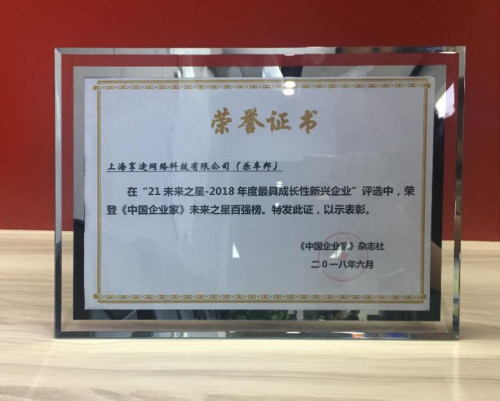 荣誉证书
上海享途网络科技有限公司（乐车邦）
在“21未来之星-2018年度最具成长性新兴企业”评选中，荣
登《中国企业家》未来之星百强榜。特发此证，以示表彰。
《中国企业家》杂志社
二〇一八年六月